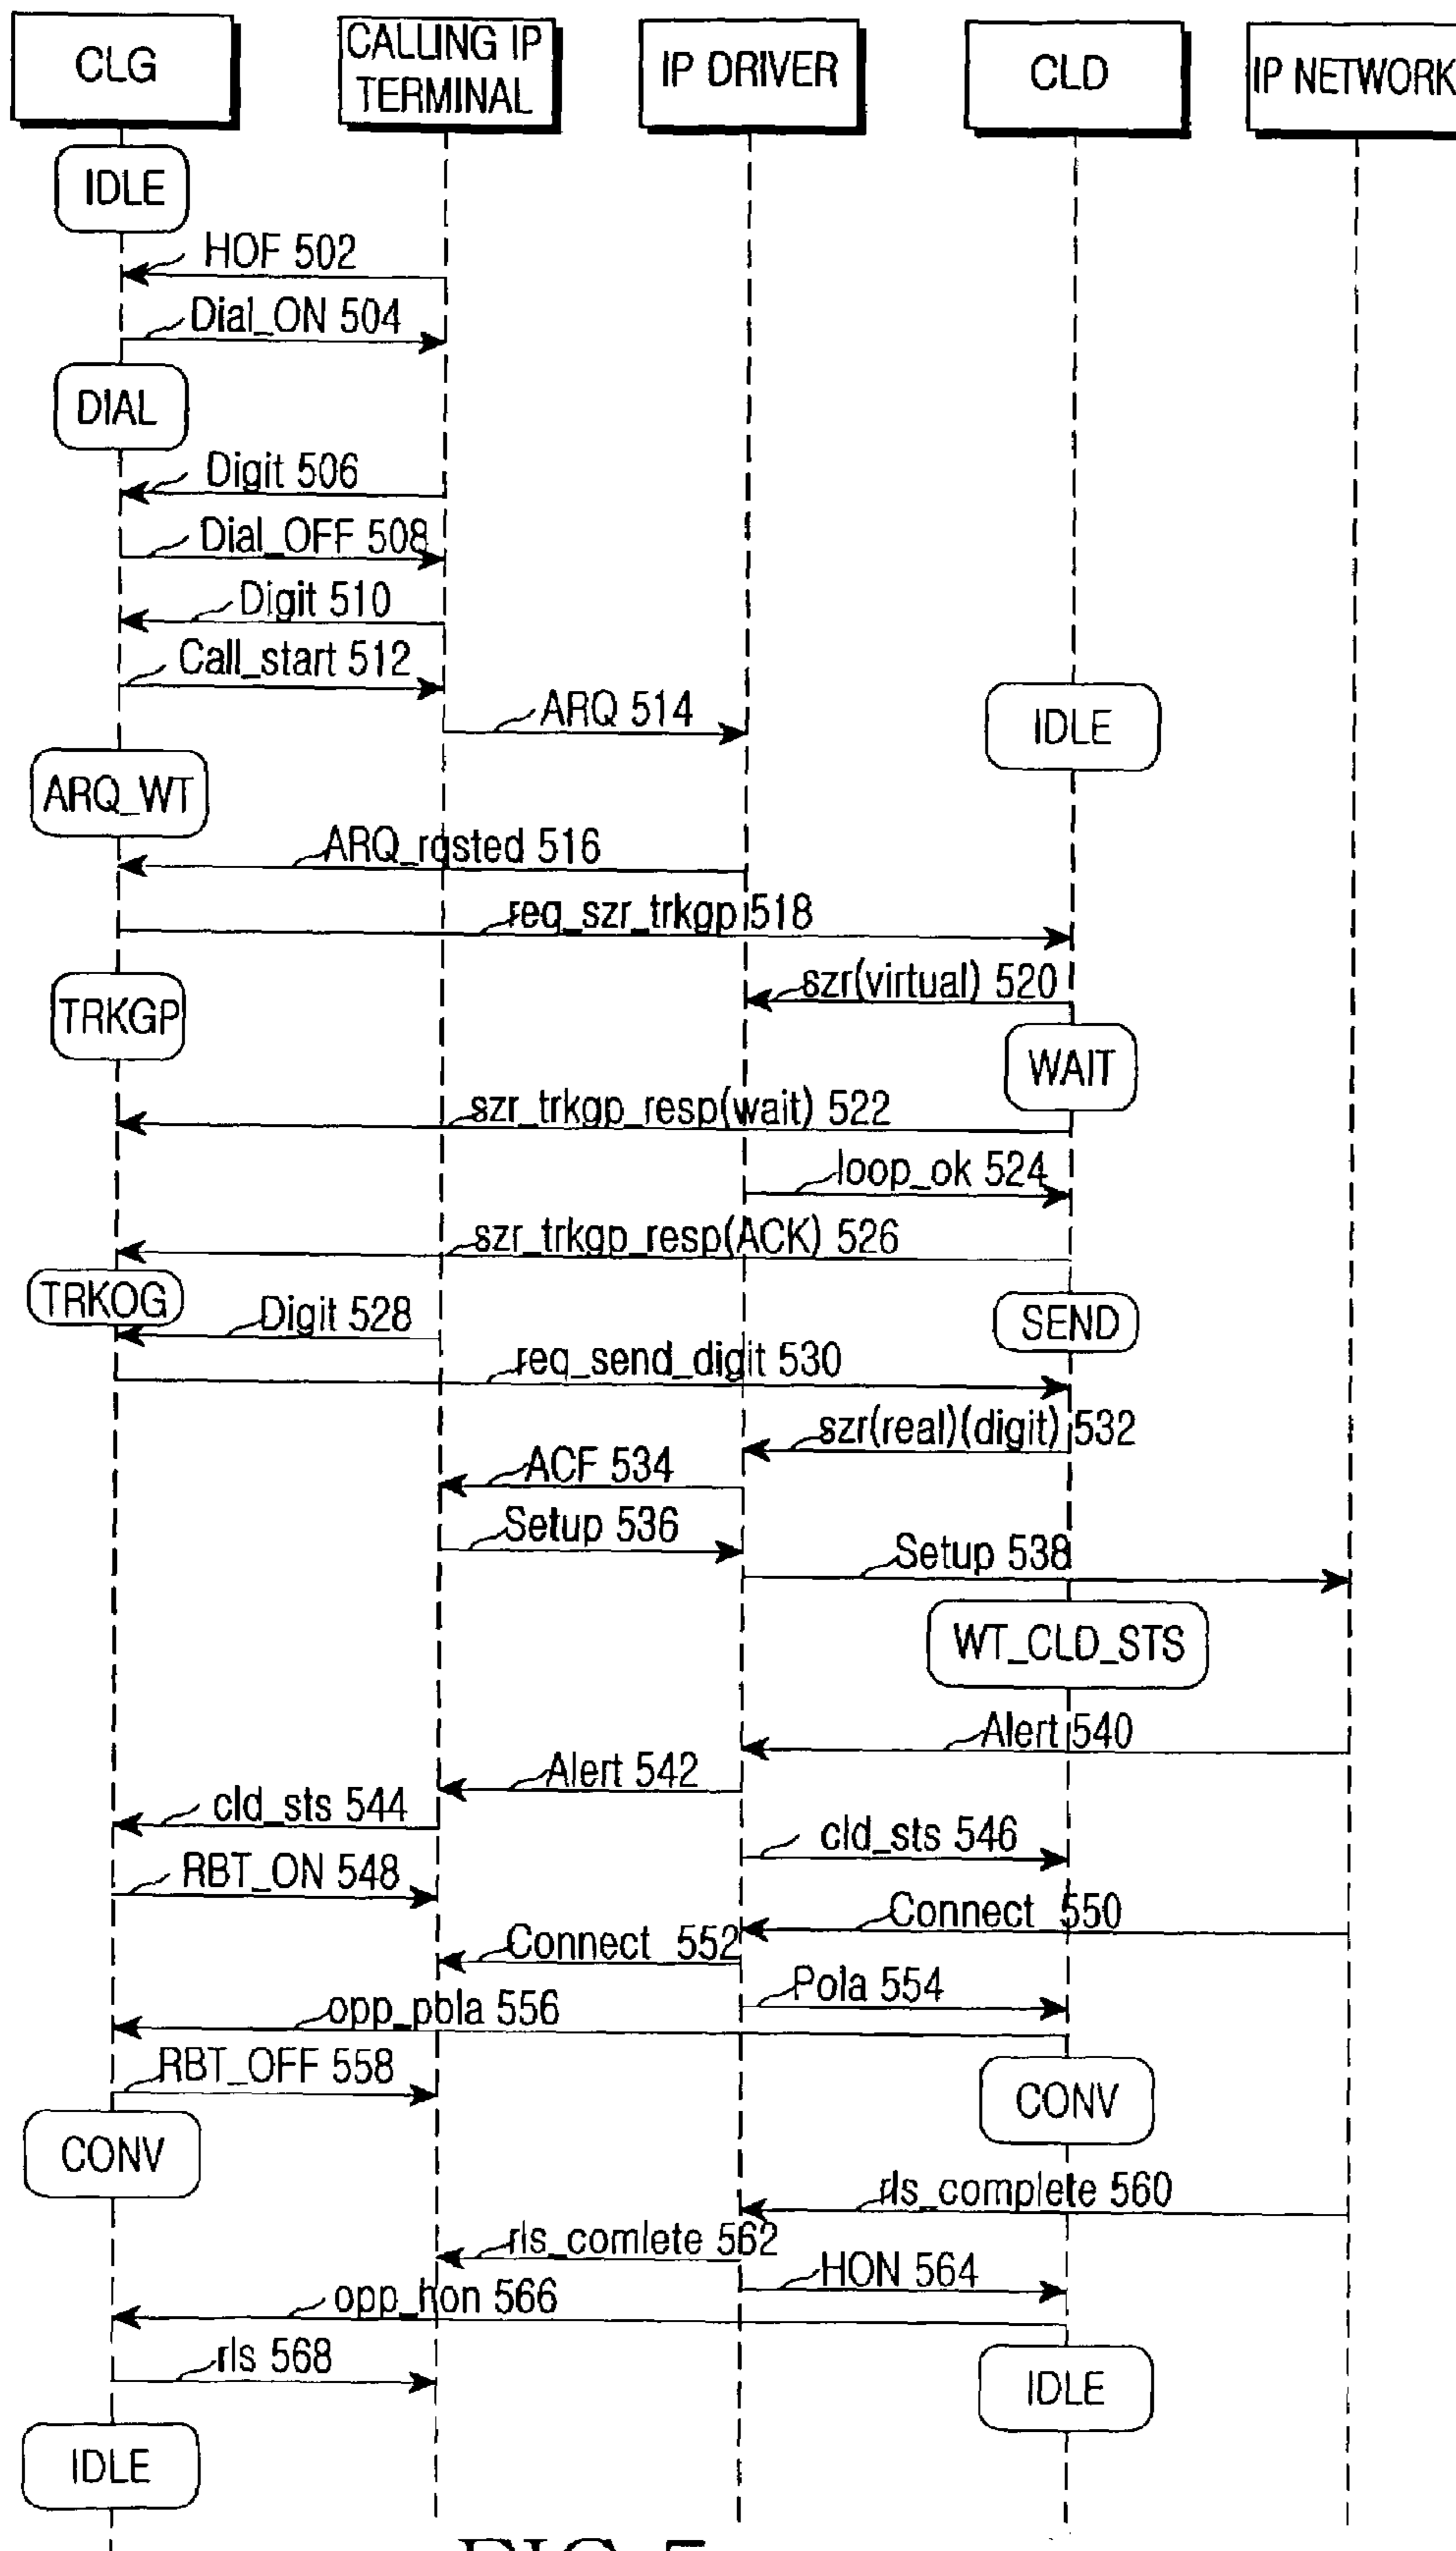 CLG
CALLING IP
TERMINAL
IP DRIVER
CLD
IP NETWORK
IDLE
HOF 502
Dial_ON 504
DIAL
Digit 506
Dial_OFF 508
Digit 510
Call_start 512
ARQ 514
IDLE
ARQ_WT
ARQ_rqsted 516
req_szr_trkgp 518
szr(virtual) 520
TRKGP
WAIT
szr_trkgp_resp(wait) 522
loop_ok 524
szr_trkgp_resp(ACK) 526
TRKOG
Digit 528
SEND
req_send_digit 530
szr(real)(digit) 532
ACF 534
Setup 536
Setup 538
WT_CLD_STS
Alert 540
Alert 542
cld_sts 544
cld_sts 546
RBT_ON 548
Connect 550
Connect 552
Pola 554
opp_pola 556
RBT_OFF 558
CONV
CONV
rls_complete 560
rls_comlete 562
HON 564
opp_hon 566
rls 568
IDLE
IDLE